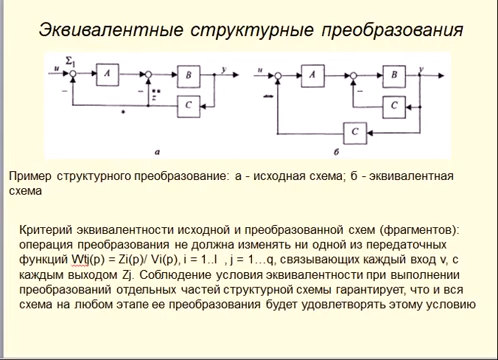 Эквивалентные структурные преобразования
u Σ1 A B y u A B y
C C
z
C
а б
Пример структурного преобразование: а - исходная схема; б - эквивалентная
схема
Критерий эквивалентности исходной и преобразованной схем (фрагментов):
операция преобразования не должна изменять ни одной из передаточных
функций Wtj(p) = Zi(p)/ Vi(p), i = 1..l , j = 1…q, связывающих каждый вход v, с
каждым выходом Zj. Соблюдение условия эквивалентности при выполнении
преобразований отдельных частей структурной схемы гарантирует, что и вся
схема на любом этапе ее преобразования будет удовлетворять этому условию